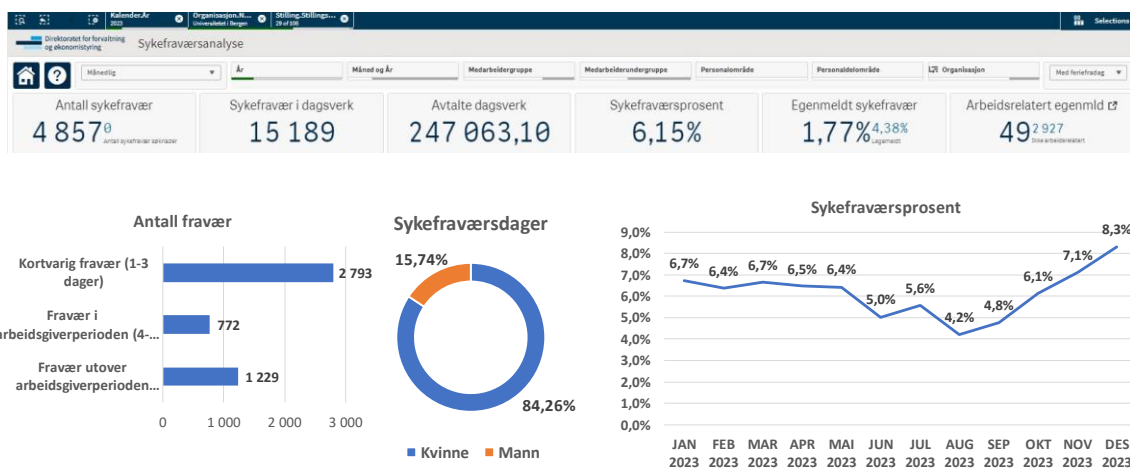 Kalender.År
2023
Organisasjon.N...
Universitetet i Bergen
Stilling.Stillings...
29 of 108
Selections
Direktoratet for forvaltning
og økonomistyring
Sykefraværsanalyse
Månedlig
År
Måned og År
Medarbeidergruppe
Medarbeiderundergruppe
Personalområde
Personaldelområde
Organisasjon
Med feriefradag
Antall sykefravær
4 857 0
Antall sykefravær søknader
Sykefravær i dagsverk
15 189
Avtalte dagsverk
247 063,10
Sykefraværsprosent
6,15%
Egenmeldt sykefravær
1,77% 4,38%
Legemeldt
Arbeidsrelatert egenmld
49 2 927
Ikke arbeidsrelatert
Antall fravær
Kortvarig fravær (1-3
dager)
2 793
Fravær i
arbeidsgiverperioden (4-...
772
Fravær utover
arbeidsgiverperioden...
1 229
0 1 000 2 000 3 000
Sykefraværsdager
15,74%
84,26%
Kvinne Mann
Sykefraværsprosent
9,0%
8,0%
7,0%
6,0%
5,0%
4,0%
3,0%
2,0%
1,0%
0,0%
6,7% 6,4% 6,7% 6,5% 6,4% 5,0% 5,6% 4,2% 4,8% 6,1% 7,1% 8,3%
JAN FEB MAR APR MAI JUN JUL AUG SEP OKT NOV DES
2023 2023 2023 2023 2023 2023 2023 2023 2023 2023 2023 2023